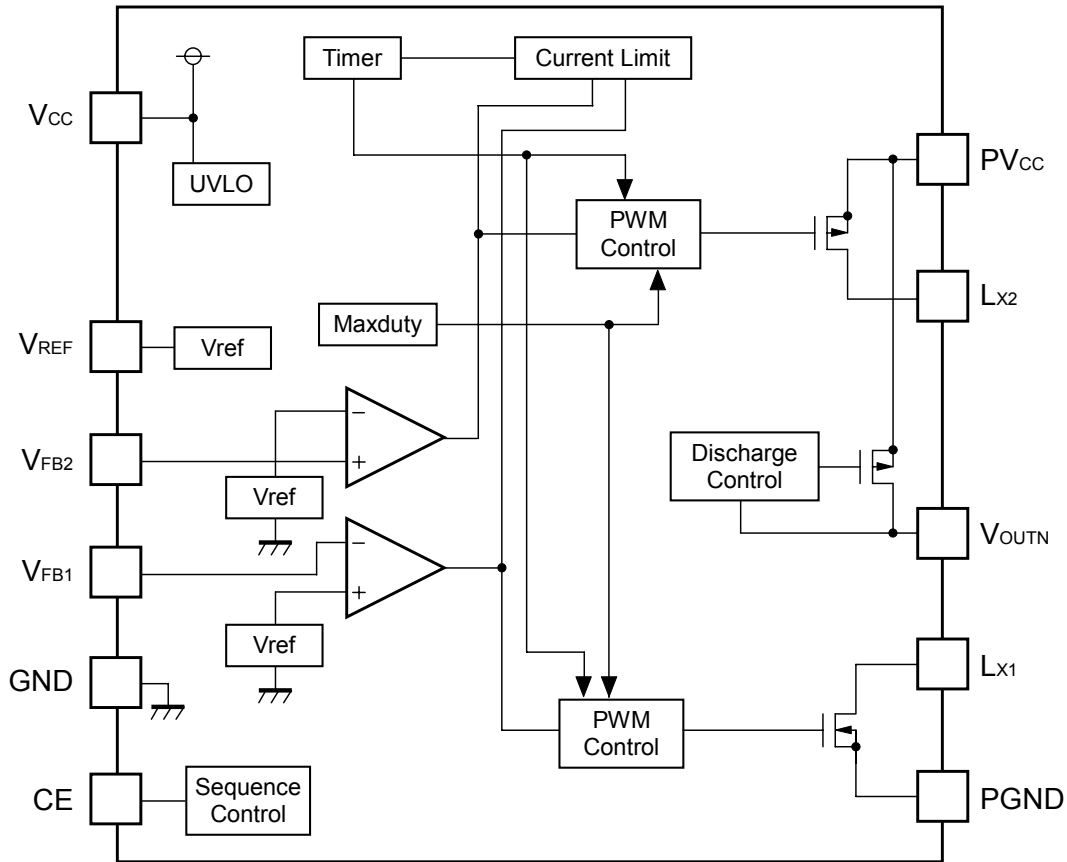 Timer
Current Limit
VCC
UVLO
PVCC
PWM
Control
LX2
Maxduty
VREF
Vref
−
VFB2
+
Vref
Discharge
Control
−
VOUTN
VFB1
+
Vref
LX1
GND
PWM
Control
CE
Sequence
Control
PGND